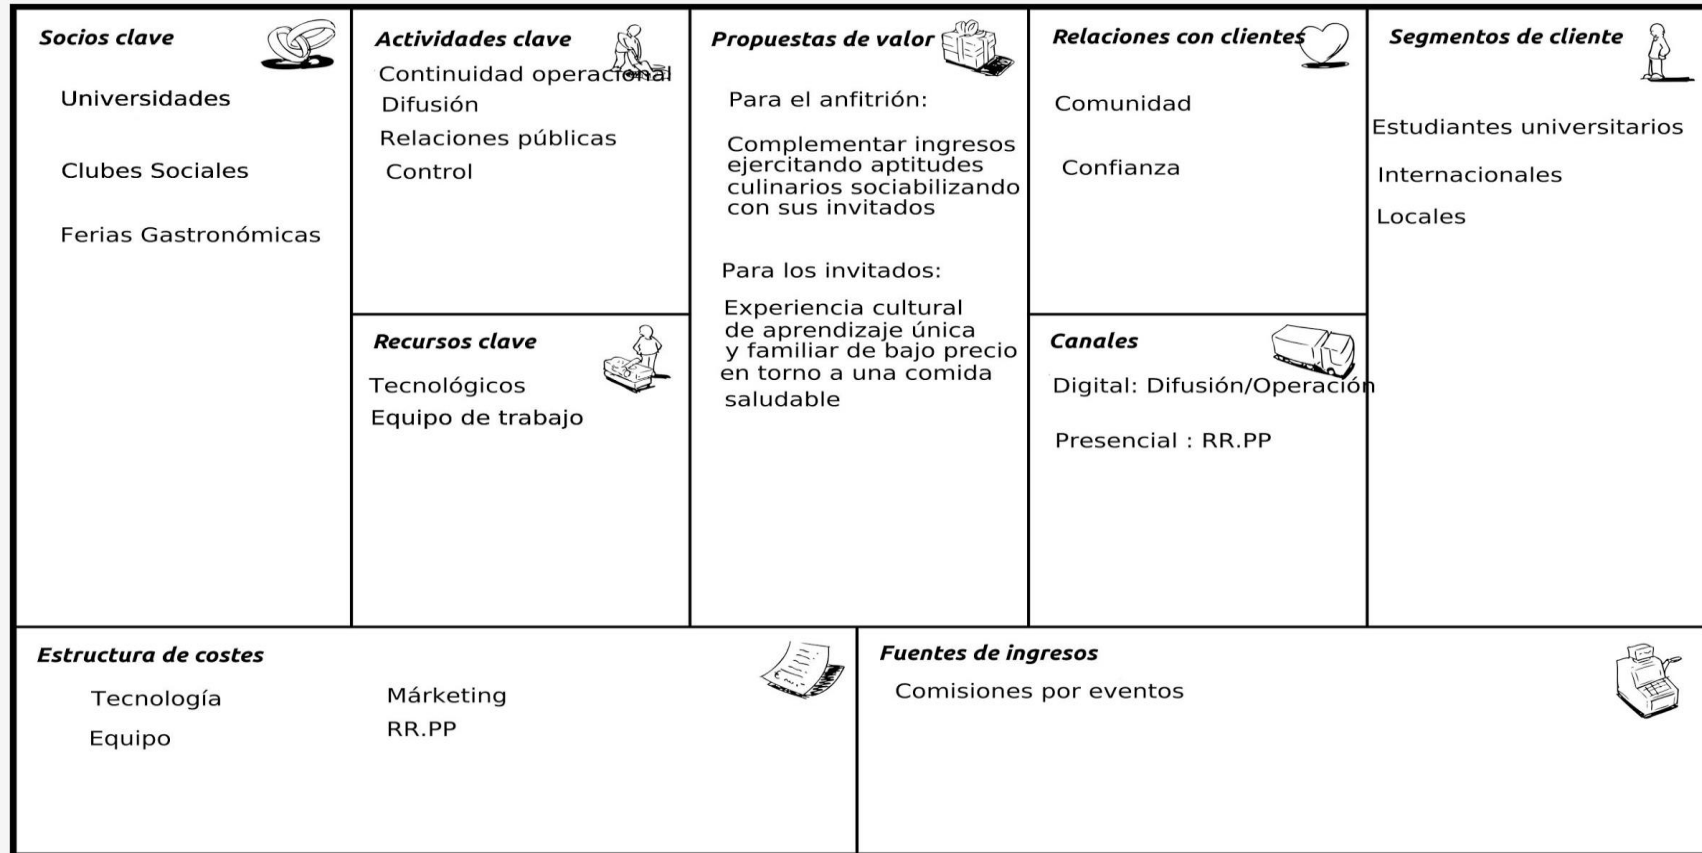 Socios clave
Universidades
Clubes Sociales
Ferias Gastronómicas
Actividades clave
Continuidad operacional
Difusión
Relaciones públicas
Control
Recursos clave
Tecnológicos
Equipo de trabajo
Propuestas de valor
Para el anfitrión:
Complementar ingresos
ejercitando aptitudes
culinarios sociabilizando
con sus invitados
Para los invitados:
Experiencia cultural
de aprendizaje única
y familiar de bajo precio
en torno a una comida
saludable
Relaciones con clientes
Comunidad
Confianza
Canales
Digital: Difusión/Operación
Presencial : RR.PP
Segmentos de cliente
Estudiantes universitarios
Internacionales
Locales
Estructura de costes
Tecnología
Equipo
Márketing
RR.PP
Fuentes de ingresos
Comisiones por eventos